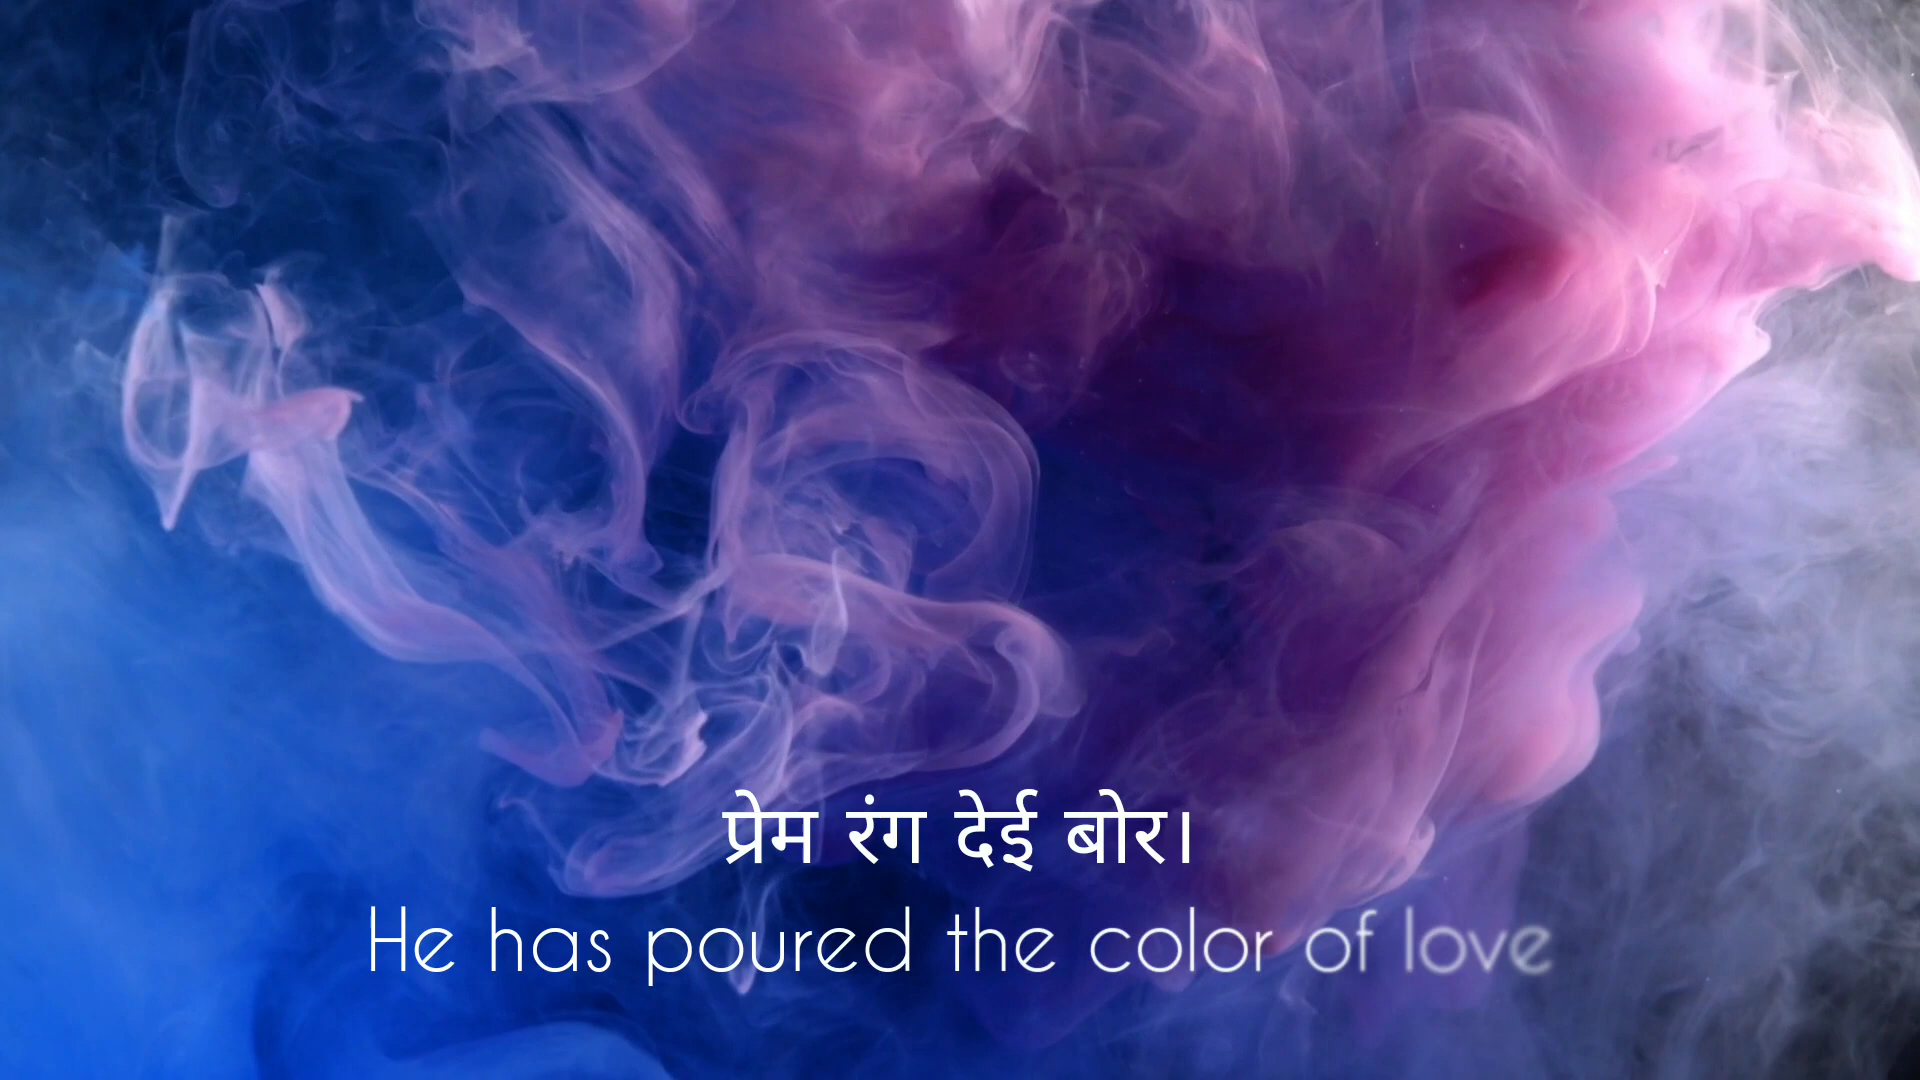 प्रेम रंग देई बोर।
He has poured the color of love